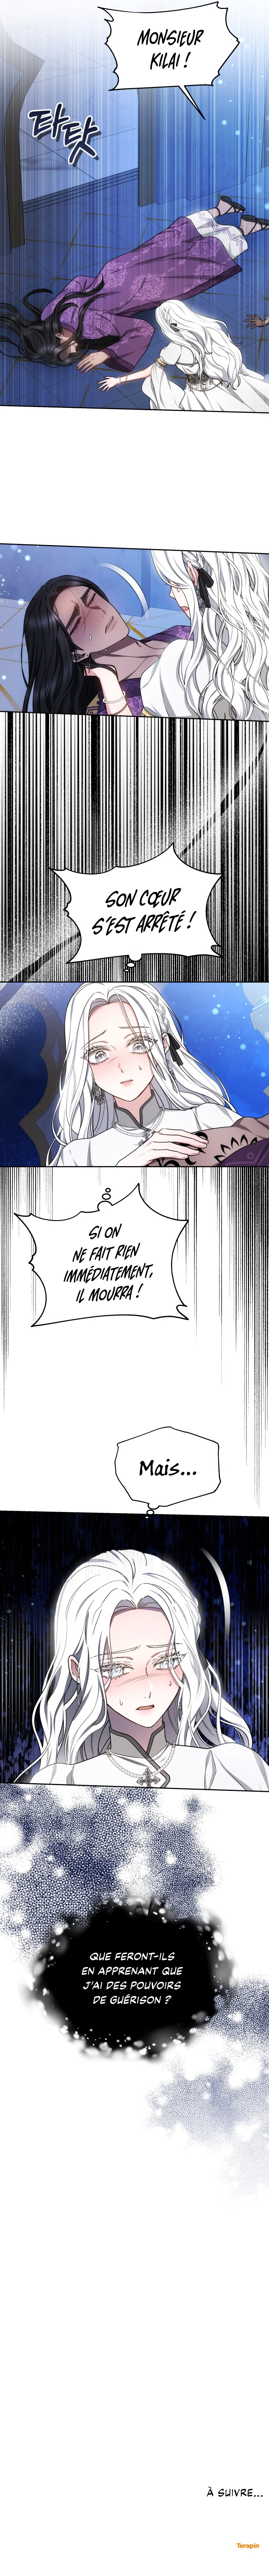 MONSIEUR
KILAI !
타탓
SON CŒUR
S'EST ARRÊTÉ !
SI ON
NE FAIT RIEN
IMMÉDIATEMENT,
IL MOURRA !
Mais...
QUE FERONT-ILS
EN APPRENANT QUE
J'AI DES POUVOIRS
DE GUÉRISON ?
À SUIVRE...
Terapin